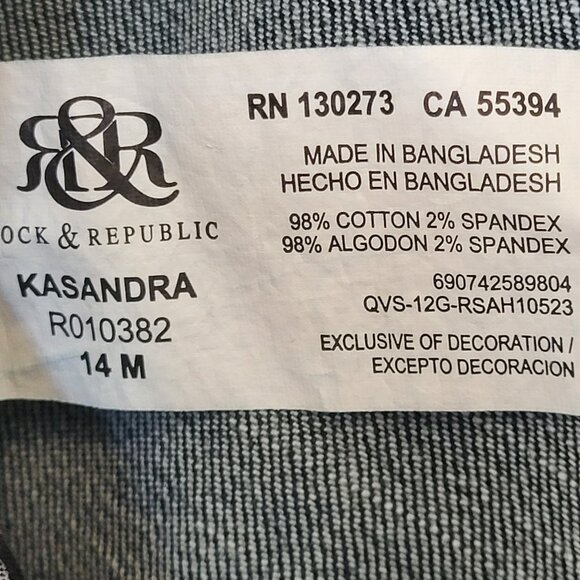 R&R
OCK & REPUBLIC
KASANDRA
R010382
14 M
RN 130273 CA 55394
MADE IN BANGLADESH
HECHO EN BANGLADESH
98% COTTON 2% SPANDEX
98% ALGODON 2% SPANDEX
690742589804
QVS-12G-RSAH10523
EXCLUSIVE OF DECORATION /
EXCEPTO DECORACION